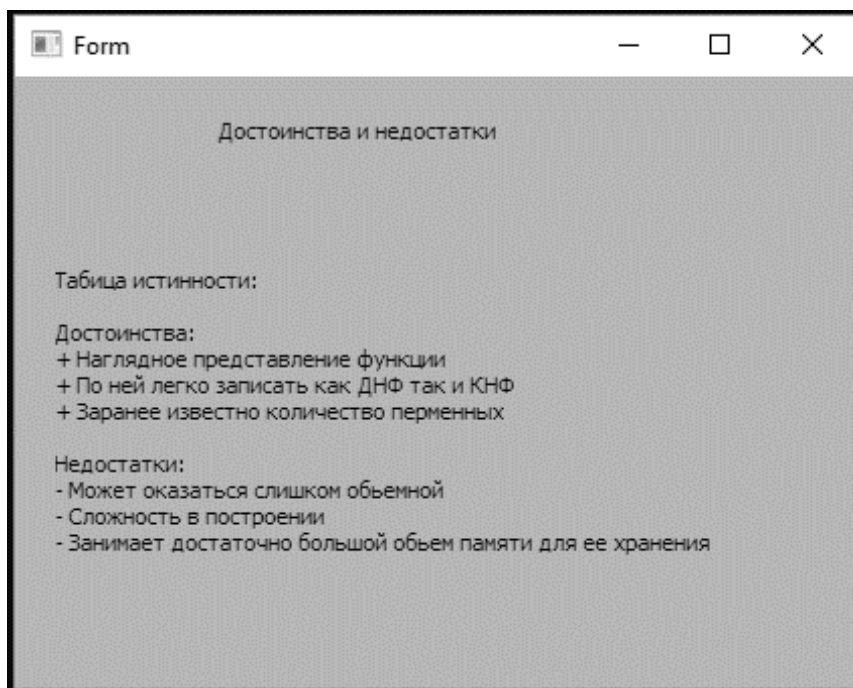 Form
Достоинства и недостатки
Табица истинности:
Достоинства:
+ Наглядное представление функции
+ По ней легко записать как ДНФ так и КНФ
+ Заранее известно количество перменных
Недостатки:
- Может оказаться слишком обьемной
- Сложность в построении
- Занимает достаточно большой обьем памяти для ее хранения